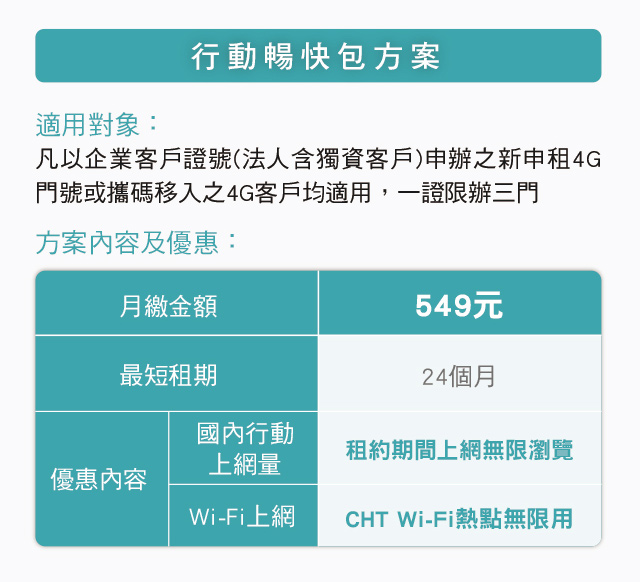 行動暢快包方案
適用對象：
凡以企業客戶證號(法人含獨資客戶)申辦之新申租4G
門號或攜碼移入之4G客戶均適用，一證限辦三門
方案內容及優惠：
月繳金額
549元
最短租期
24個月
優惠內容
國內行動
上網量
租約期間上網無限瀏覽
Wi-Fi上網
CHT Wi-Fi熱點無限用